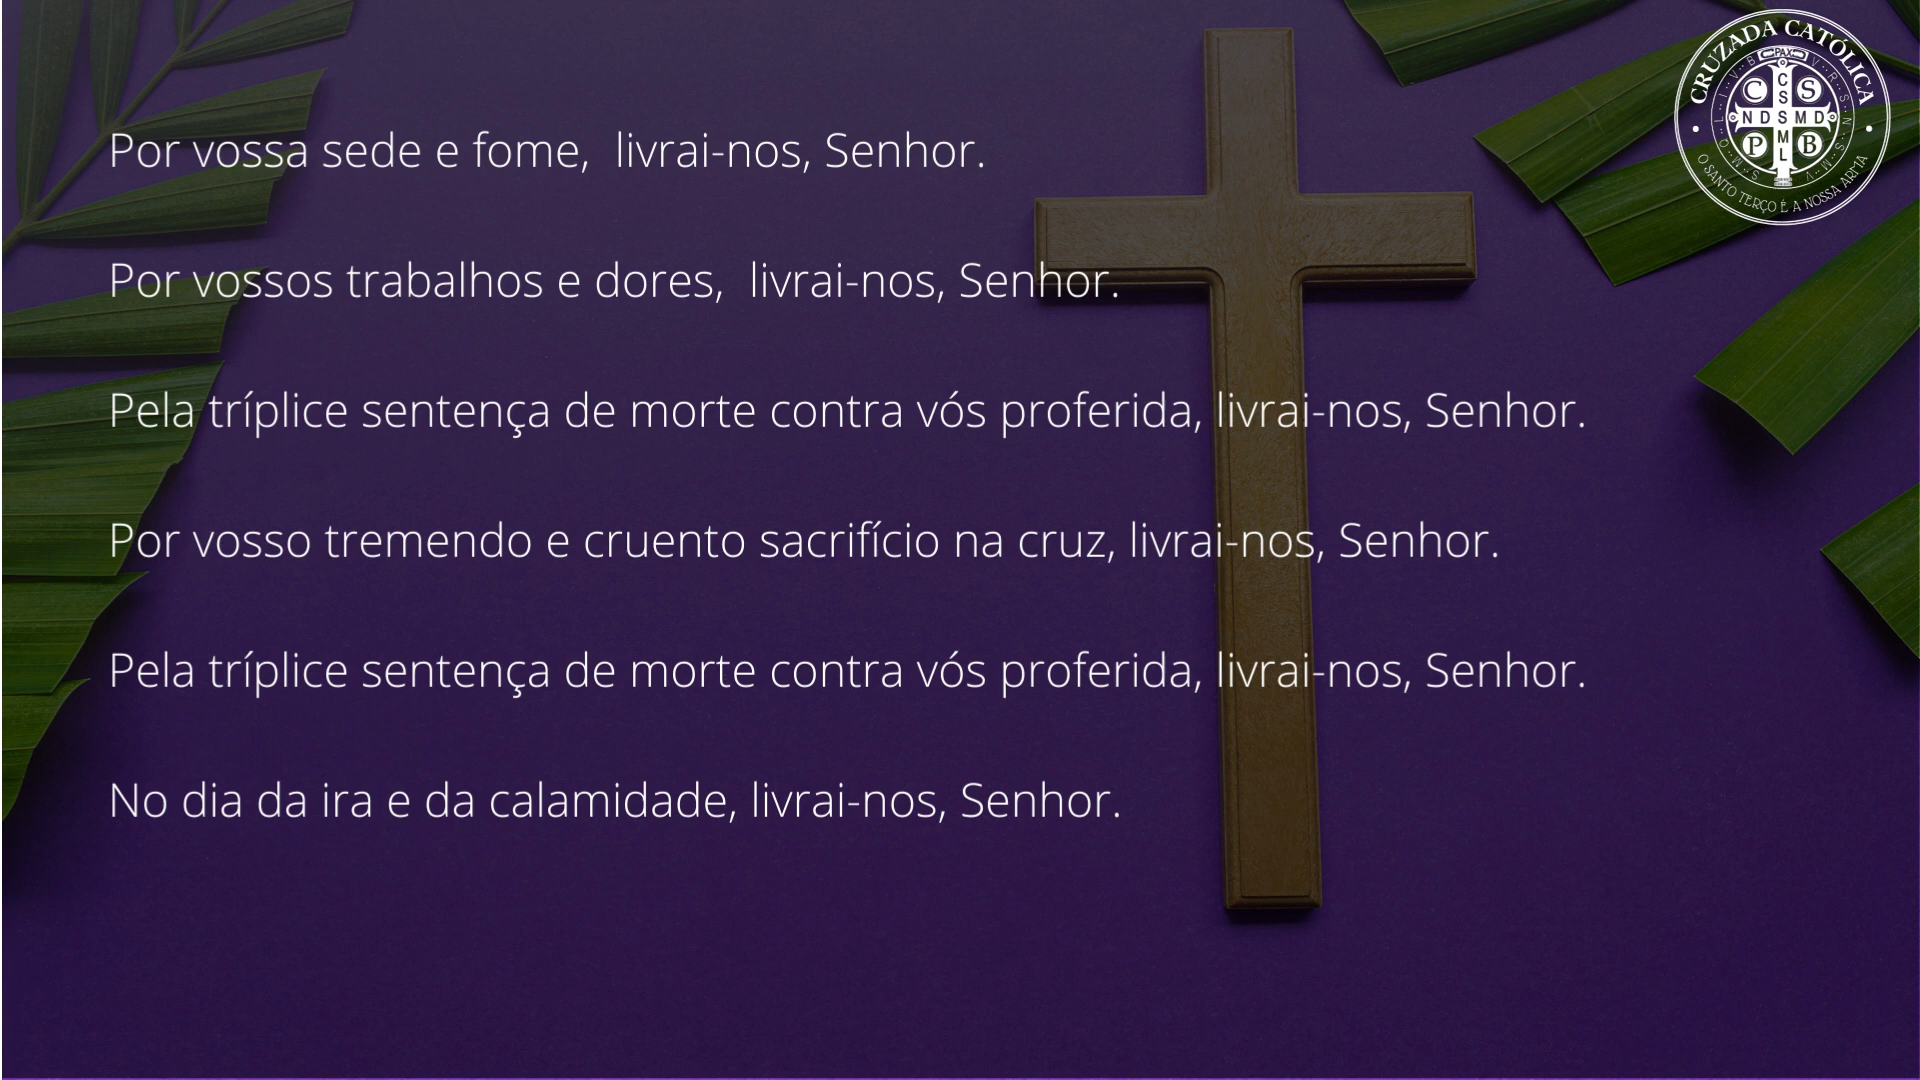 Por vossa sede e fome,  livrai-nos, Senhor.
Por vossos trabalhos e dores,  livrai-nos, Senhor.
Pela tríplice sentença de morte contra vós proferida, livrai-nos, Senhor.
Por vosso tremendo e cruento sacrifício na cruz, livrai-nos, Senhor.
Pela tríplice sentença de morte contra vós proferida, livrai-nos, Senhor.
No dia da ira e da calamidade, livrai-nos, Senhor.
CRUZADA CATÓLICA
PAX
C S
C S S M L
N D S M D
P B
O SANTO TERÇO É A NOSSA ARMA